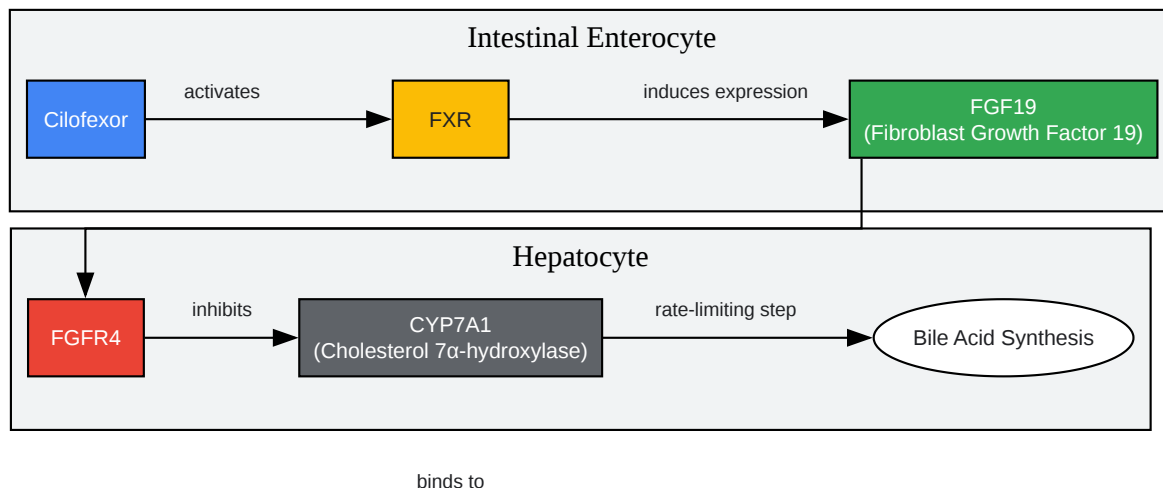 Intestinal Enterocyte
Cilofexor
activates
FXR
induces expression
FGF19
(Fibroblast Growth Factor 19)
Hepatocyte
FGFR4
inhibits
CYP7A1
(Cholesterol 7α-hydroxylase)
rate-limiting step
Bile Acid Synthesis
binds to